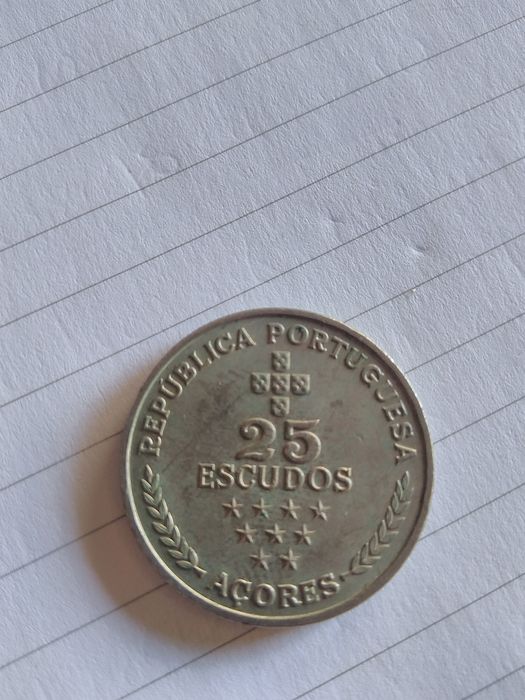 REPÚBLICA PORTUGUESA
25
ESCUDOS
AÇORES